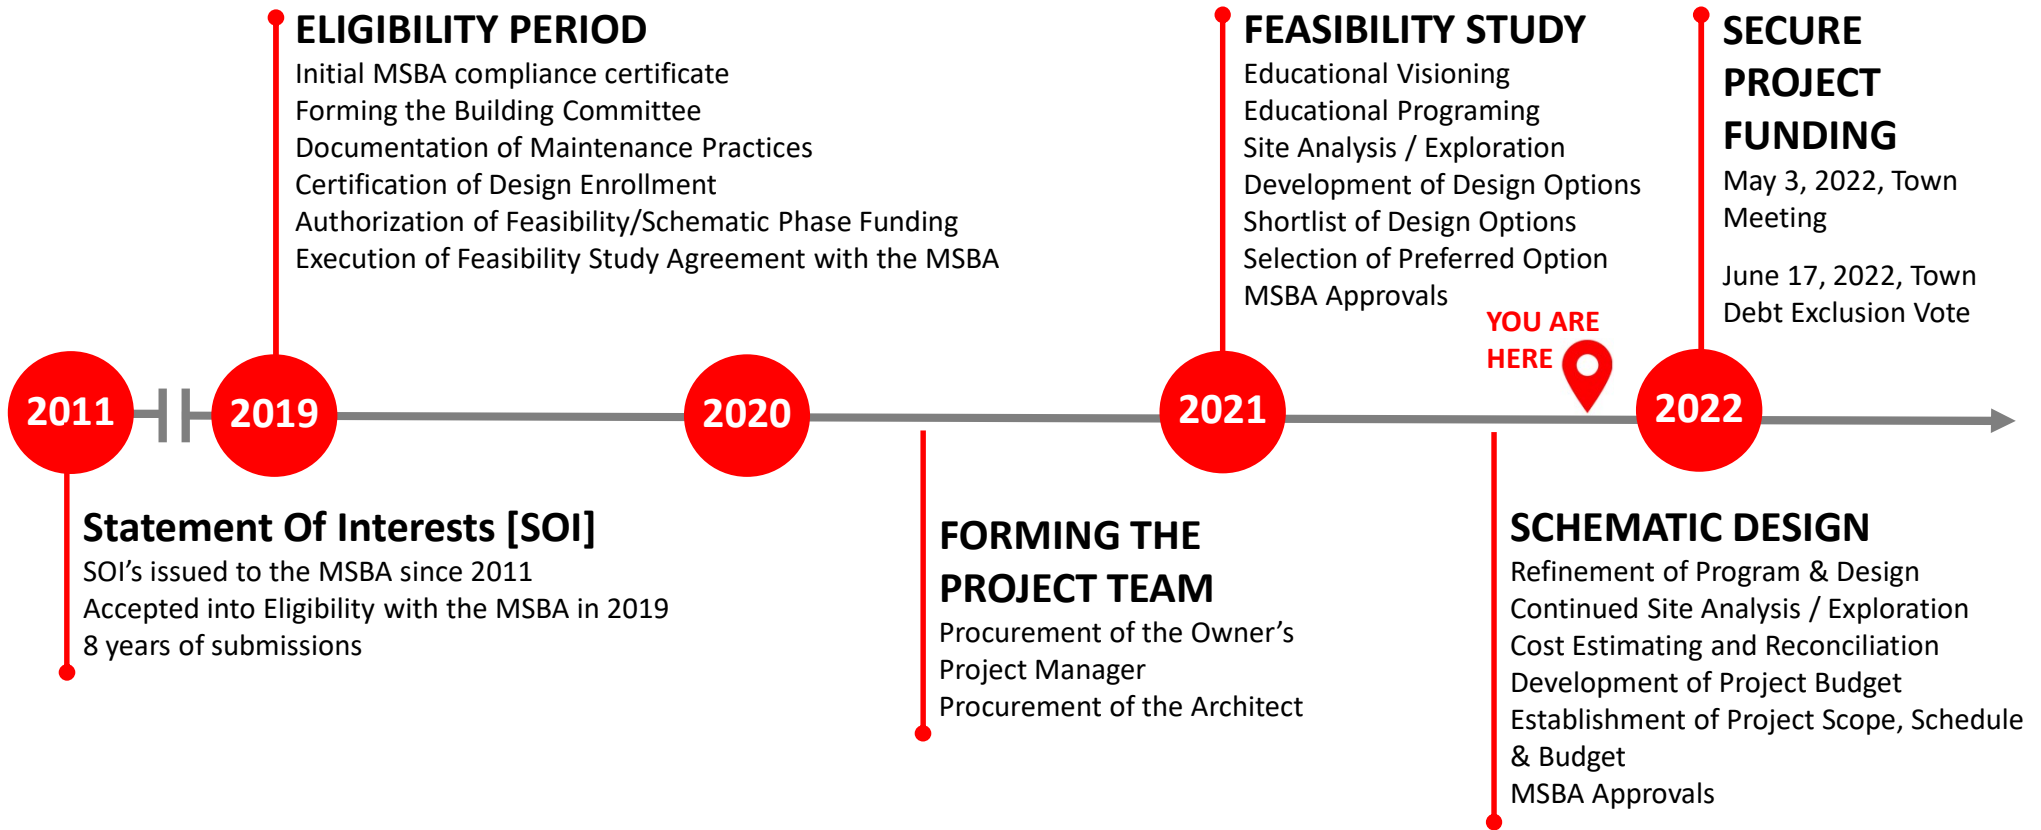 ELIGIBILITY PERIOD
Initial MSBA compliance certificate
Forming the Building Committee
Documentation of Maintenance Practices
Certification of Design Enrollment
Authorization of Feasibility/Schematic Phase Funding
Execution of Feasibility Study Agreement with the MSBA
FEASIBILITY STUDY
Educational Visioning
Educational Programing
Site Analysis / Exploration
Development of Design Options
Shortlist of Design Options
Selection of Preferred Option
MSBA Approvals
SECURE
PROJECT
FUNDING
May 3, 2022, Town
Meeting
June 17, 2022, Town
Debt Exclusion Vote
YOU ARE
HERE
2011
2019
2020
2021
2022
Statement Of Interests [SOI]
SOI’s issued to the MSBA since 2011
Accepted into Eligibility with the MSBA in 2019
8 years of submissions
FORMING THE
PROJECT TEAM
Procurement of the Owner’s
Project Manager
Procurement of the Architect
SCHEMATIC DESIGN
Refinement of Program & Design
Continued Site Analysis / Exploration
Cost Estimating and Reconciliation
Development of Project Budget
Establishment of Project Scope, Schedule
& Budget
MSBA Approvals